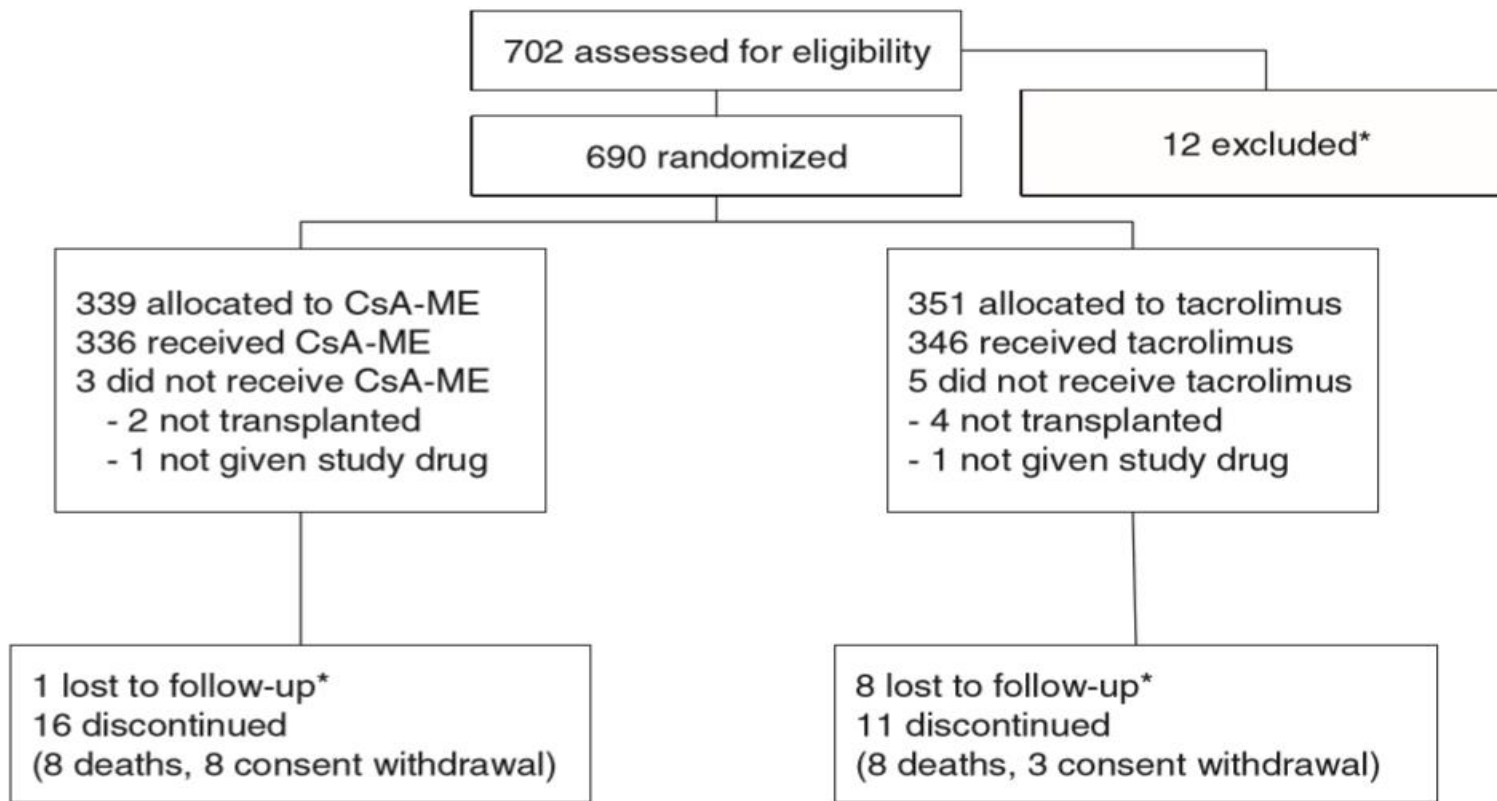 702 assessed for eligibility
690 randomized
12 excluded*
339 allocated to CsA-ME
336 received CsA-ME
3 did not receive CsA-ME
- 2 not transplanted
- 1 not given study drug
351 allocated to tacrolimus
346 received tacrolimus
5 did not receive tacrolimus
- 4 not transplanted
- 1 not given study drug
1 lost to follow-up*
16 discontinued
(8 deaths, 8 consent withdrawal)
8 lost to follow-up*
11 discontinued
(8 deaths, 3 consent withdrawal)